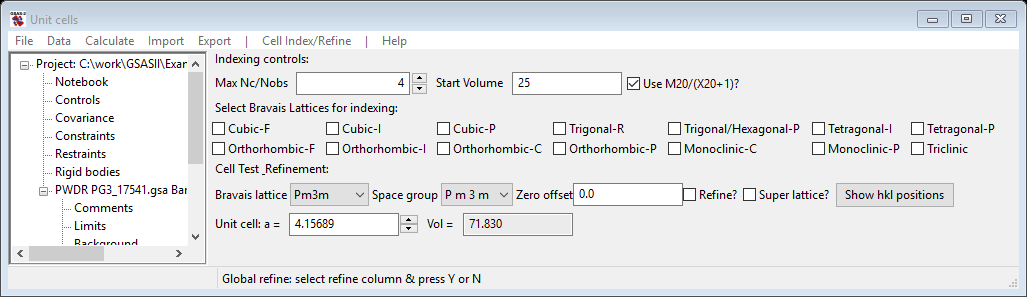 GSAS-II
Unit cells
File Data Calculate Import Export | Cell Index/Refine | Help
Project: C:\work\GSASII\Exam
Notebook
Controls
Covariance
Constraints
Restraints
Rigid bodies
PWDR PG3_17541.gsa Bar
Comments
Limits
Background
Indexing controls:
Max Nc/Nobs 4 Start Volume 25 Use M20/(X20+1)?
Select Bravais Lattices for indexing:
Cubic-F Cubic-I Cubic-P Trigonal-R Trigonal/Hexagonal-P Tetragonal-I Tetragonal-P
Orthorhombic-F Orthorhombic-I Orthorhombic-C Orthorhombic-P Monoclinic-C Monoclinic-P Triclinic
Cell Test _Refinement:
Bravais lattice Pm3m Space group P m 3 m Zero offset 0.0 Refine? Super lattice? Show hkl positions
Unit cell: a = 4.15689 Vol = 71.830
Global refine: select refine column & press Y or N